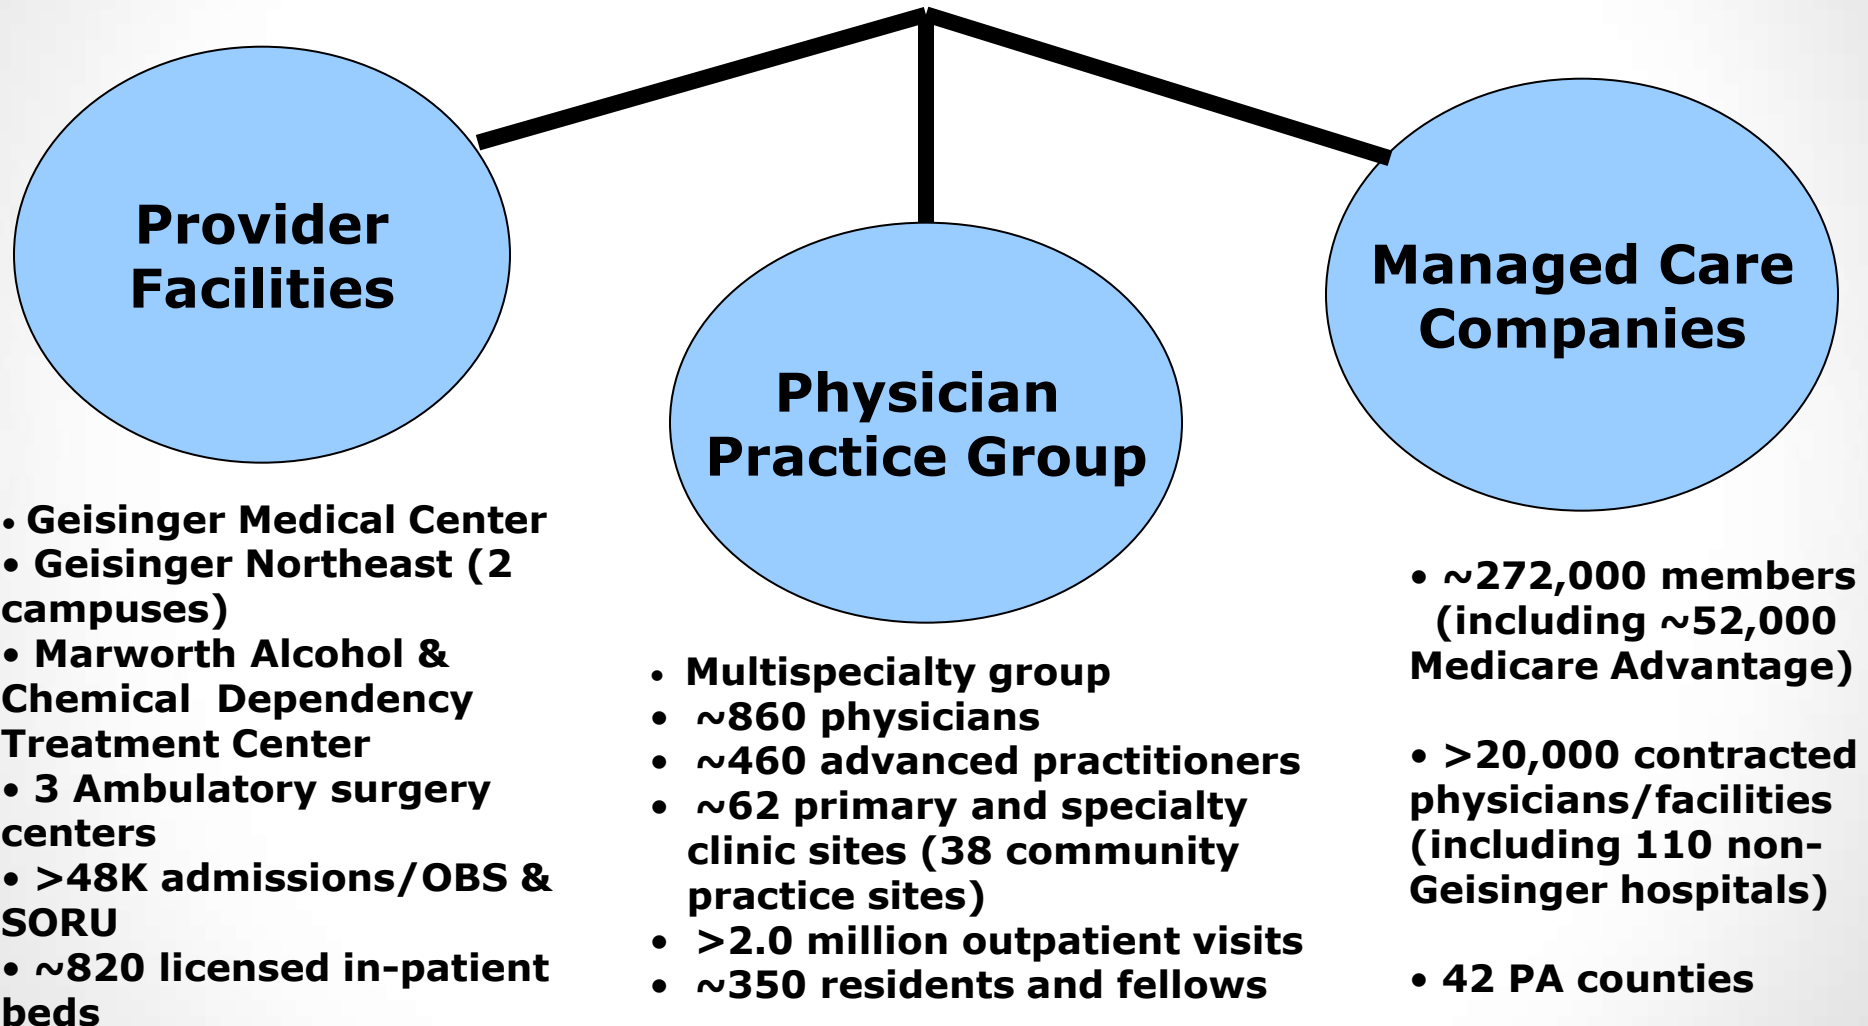 Provider
Facilities
• Geisinger Medical Center
• Geisinger Northeast (2
campuses)
• Marworth Alcohol &
Chemical  Dependency
Treatment Center
• 3 Ambulatory surgery
centers
• >48K admissions/OBS &
SORU
• ~820 licensed in-patient
beds
Physician
Practice Group
• Multispecialty group
• ~860 physicians
• ~460 advanced practitioners
• ~62 primary and specialty
clinic sites (38 community
practice sites)
• >2.0 million outpatient visits
• ~350 residents and fellows
Managed Care
Companies
• ~272,000 members
(including ~52,000
Medicare Advantage)
• >20,000 contracted
physicians/facilities
(including 110 non-
Geisinger hospitals)
• 42 PA counties